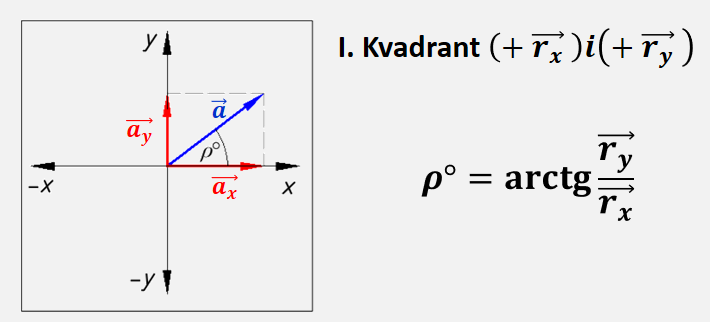 y
I. Kvadrant (+ r⃗ₓ )i(+ r⃗ᵧ )
a⃗
a⃗ᵧ
ρ°
a⃗ₓ
–x
x
ρ° = arctg r⃗ᵧ / r⃗ₓ
–y